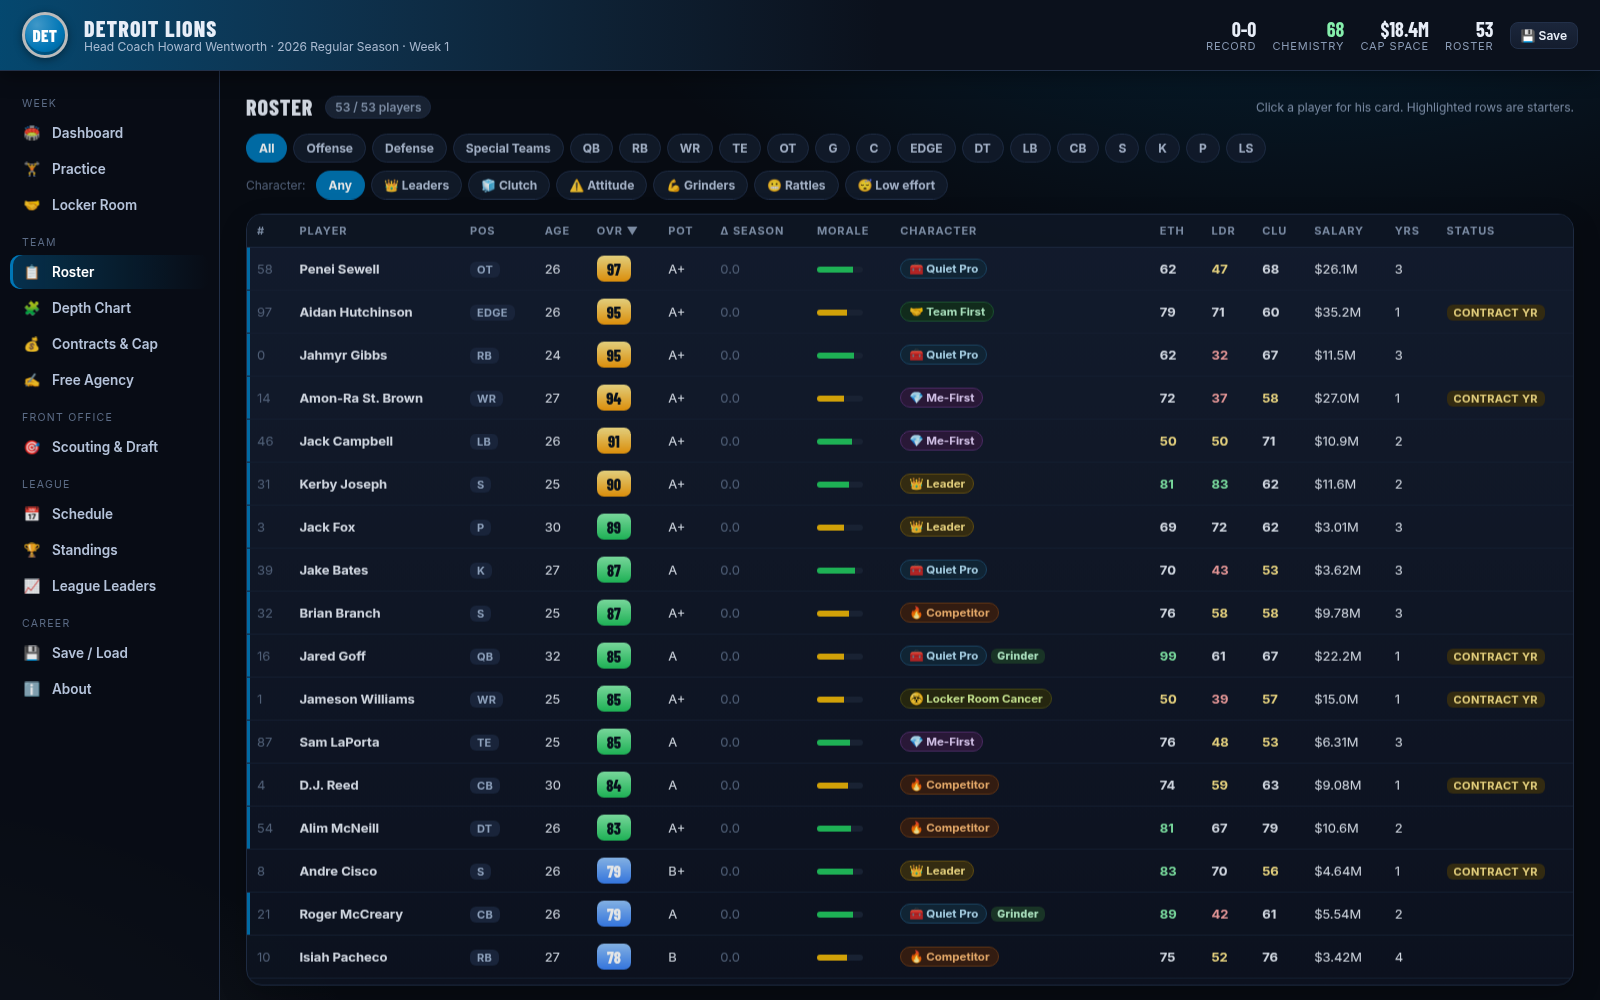 DET
DETROIT LIONS
Head Coach Howard Wentworth · 2026 Regular Season · Week 1
0-0 RECORD
68 CHEMISTRY
$18.4M CAP SPACE
53 ROSTER
Save
WEEK
Dashboard
Practice
Locker Room
TEAM
Roster
Depth Chart
Contracts & Cap
Free Agency
FRONT OFFICE
Scouting & Draft
LEAGUE
Schedule
Standings
League Leaders
CAREER
Save / Load
About
ROSTER 53 / 53 players
Click a player for his card. Highlighted rows are starters.
All Offense Defense Special Teams QB RB WR TE OT G C EDGE DT LB CB S K P LS
Character: Any Leaders Clutch Attitude Grinders Rattles Low effort
# PLAYER POS AGE OVR ▼ POT Δ SEASON MORALE CHARACTER ETH LDR CLU SALARY YRS STATUS
58 Penei Sewell OT 26 97 A+ 0.0 Quiet Pro 62 47 68 $26.1M 3
97 Aidan Hutchinson EDGE 26 95 A+ 0.0 Team First 79 71 60 $35.2M 1 CONTRACT YR
0 Jahmyr Gibbs RB 24 95 A+ 0.0 Quiet Pro 62 32 67 $11.5M 3
14 Amon-Ra St. Brown WR 27 94 A+ 0.0 Me-First 72 37 58 $27.0M 1 CONTRACT YR
46 Jack Campbell LB 26 91 A+ 0.0 Me-First 50 50 71 $10.9M 2
31 Kerby Joseph S 25 90 A+ 0.0 Leader 81 83 62 $11.6M 2
3 Jack Fox P 30 89 A+ 0.0 Leader 69 72 62 $3.01M 3
39 Jake Bates K 27 87 A 0.0 Quiet Pro 70 43 53 $3.62M 3
32 Brian Branch S 25 87 A+ 0.0 Competitor 76 58 58 $9.78M 3
16 Jared Goff QB 32 85 A 0.0 Quiet Pro Grinder 99 61 67 $22.2M 1 CONTRACT YR
1 Jameson Williams WR 25 85 A+ 0.0 Locker Room Cancer 50 39 57 $15.0M 1 CONTRACT YR
87 Sam LaPorta TE 25 85 A 0.0 Me-First 76 48 53 $6.31M 3
4 D.J. Reed CB 30 84 A 0.0 Competitor 74 59 63 $9.08M 1 CONTRACT YR
54 Alim McNeill DT 26 83 A+ 0.0 Competitor 81 67 79 $10.6M 2
8 Andre Cisco S 26 79 B+ 0.0 Leader 83 70 56 $4.64M 1 CONTRACT YR
21 Roger McCreary CB 26 79 A 0.0 Quiet Pro Grinder 89 42 61 $5.54M 2
10 Isiah Pacheco RB 27 78 B 0.0 Competitor 75 52 76 $3.42M 4